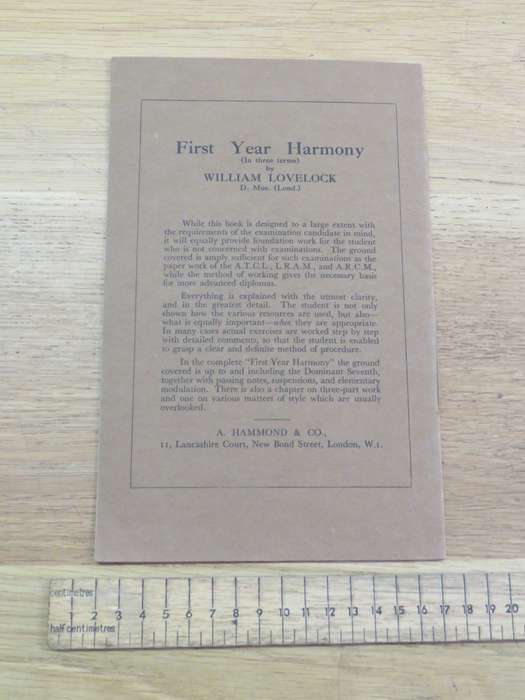 First Year Harmony
(In three terms)
by
WILLIAM LOVELOCK
D. Mus. (Lond.)
While this book is designed to a large extent with
the requirements of the examination candidate in mind,
it will equally provide foundation work for the student
who is not concerned with examinations. The ground
covered is amply sufficient for such examinations as the
paper work of the A.T.C.L., L.R.A.M., and A.R.C.M.,
while the method of working gives the necessary basis
for more advanced diplomas.
Everything is explained with the utmost clarity,
and in the greatest detail. The student is not only
shown how the various resources are used, but also—
what is equally important—when they are appropriate.
In many cases actual exercises are worked step by step
with detailed comments, so that the student is enabled
to grasp a clear and definite method of procedure.
In the complete "First Year Harmony" the ground
covered is up to and including the Dominant Seventh,
together with passing notes, suspensions, and elementary
modulation. There is also a chapter on three-part work
and one on various matters of style which are usually
overlooked.
A. HAMMOND & CO.,
11, Lancashire Court, New Bond Street, London, W.1.
centimetres
1 2 3 4 5 6 7 8 9 10 11 12 13 14 15 16 17 18 19 20
half centimetres